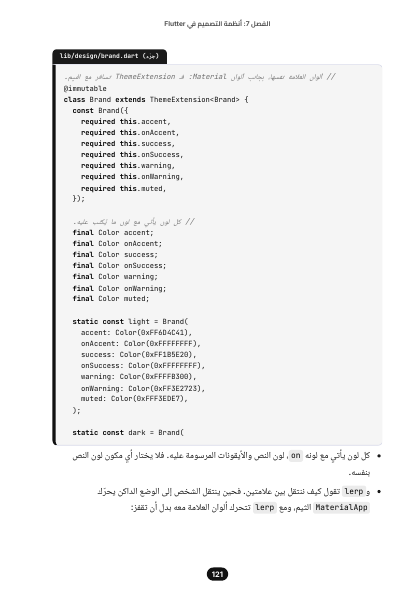 الفصل 7: أنظمة التصميم في Flutter
lib/design/brand.dart (جزء)
// ألوان العلامة نفسها، بجانب ألوان Material: فـ ThemeExtension تسافر مع الثيم.
@immutable
class Brand extends ThemeExtension<Brand> {
  const Brand({
    required this.accent,
    required this.onAccent,
    required this.success,
    required this.onSuccess,
    required this.warning,
    required this.onWarning,
    required this.muted,
  });
// كل لون يأتي مع لون ما يُكتب عليه.
  final Color accent;
  final Color onAccent;
  final Color success;
  final Color onSuccess;
  final Color warning;
  final Color onWarning;
  final Color muted;
  static const light = Brand(
    accent: Color(0xFF6D4C41),
    onAccent: Color(0xFFFFFFFF),
    success: Color(0xFF1B5E20),
    onSuccess: Color(0xFFFFFFFF),
    warning: Color(0xFFFFB300),
    onWarning: Color(0xFF3E2723),
    muted: Color(0xFFF3EDE7),
  );
  static const dark = Brand(
• كل لون يأتي مع لونه on، لون النص والأيقونات المرسومة عليه. فلا يختار أي مكون لون النص
بنفسه.
• و lerp تقول كيف ننتقل بين علامتين. فحين ينتقل الشخص إلى الوضع الداكن يحرّك
MaterialApp الثيم، ومع lerp تتحرك ألوان العلامة معه بدل أن تقفز:
121